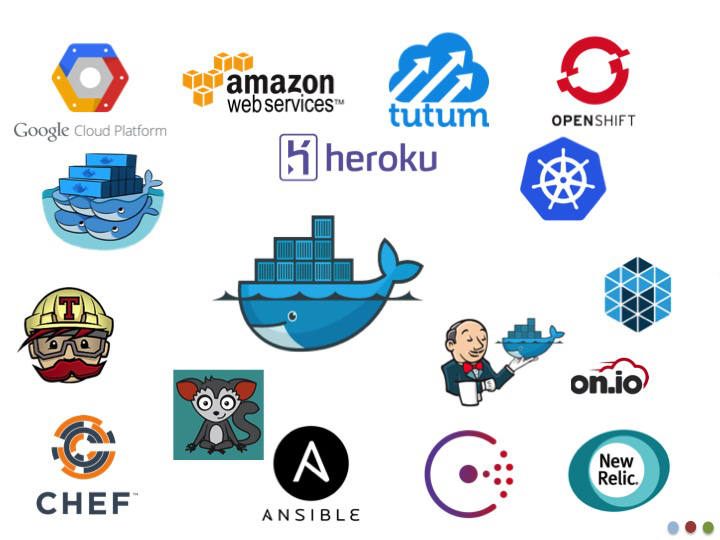 Google Cloud Platform
amazon
web services™
tutum
OPENSHIFT
heroku
T
on.io
CHEF™
ANSIBLE
New
Relic.